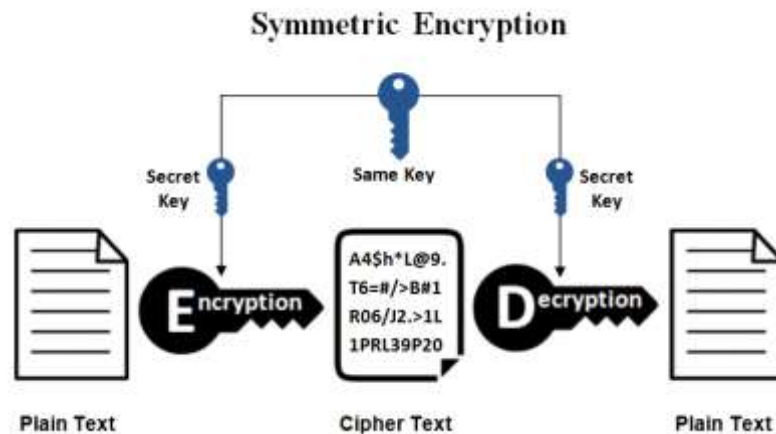 Symmetric Encryption
Secret
Key
Same Key
Secret
Key
A4$h*L@9.
T6=#/>B#1
R06/J2.>1L
1PRL39P20
Encryption
Decryption
Plain Text
Cipher Text
Plain Text